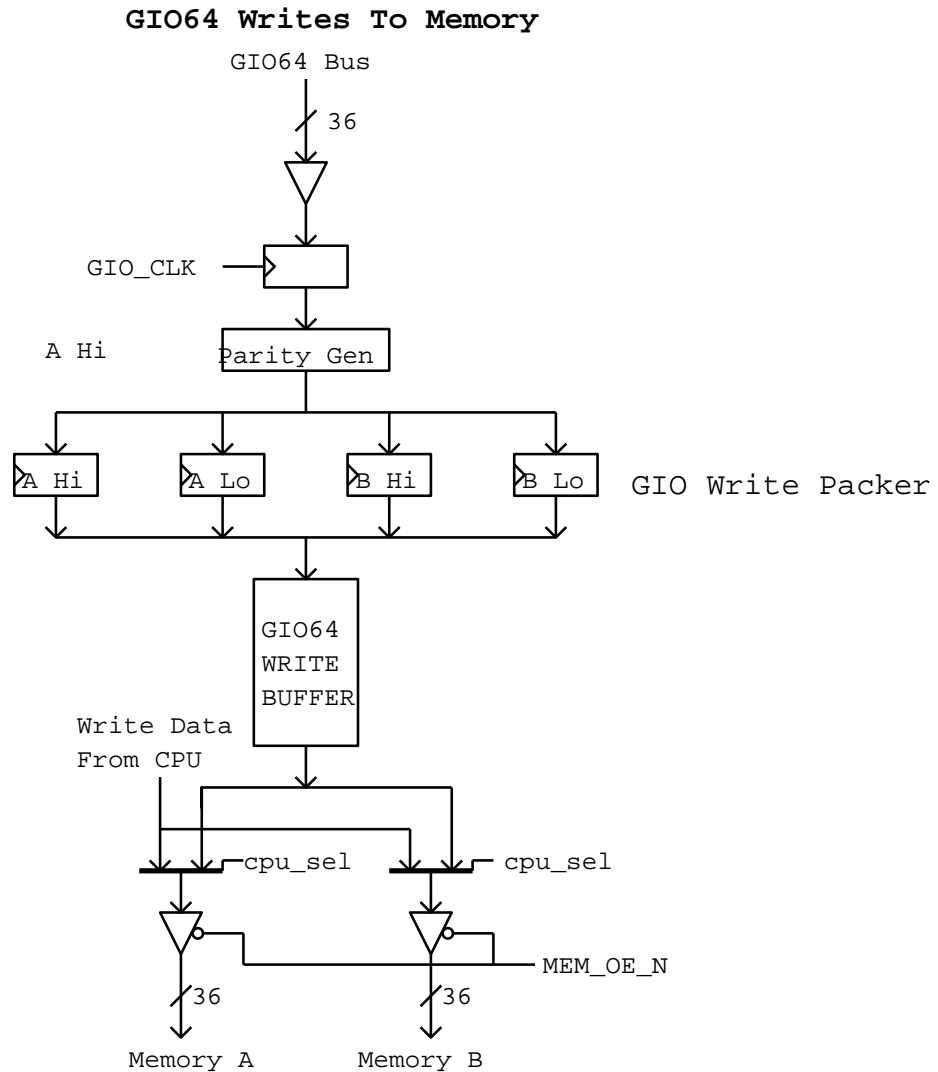 GIO64 Writes To Memory
GIO64 Bus
36
GIO_CLK
A Hi
Parity Gen
A Hi
A Lo
B Hi
B Lo
GIO Write Packer
GIO64
WRITE
BUFFER
Write Data
From CPU
cpu_sel
cpu_sel
MEM_OE_N
36
36
Memory A
Memory B